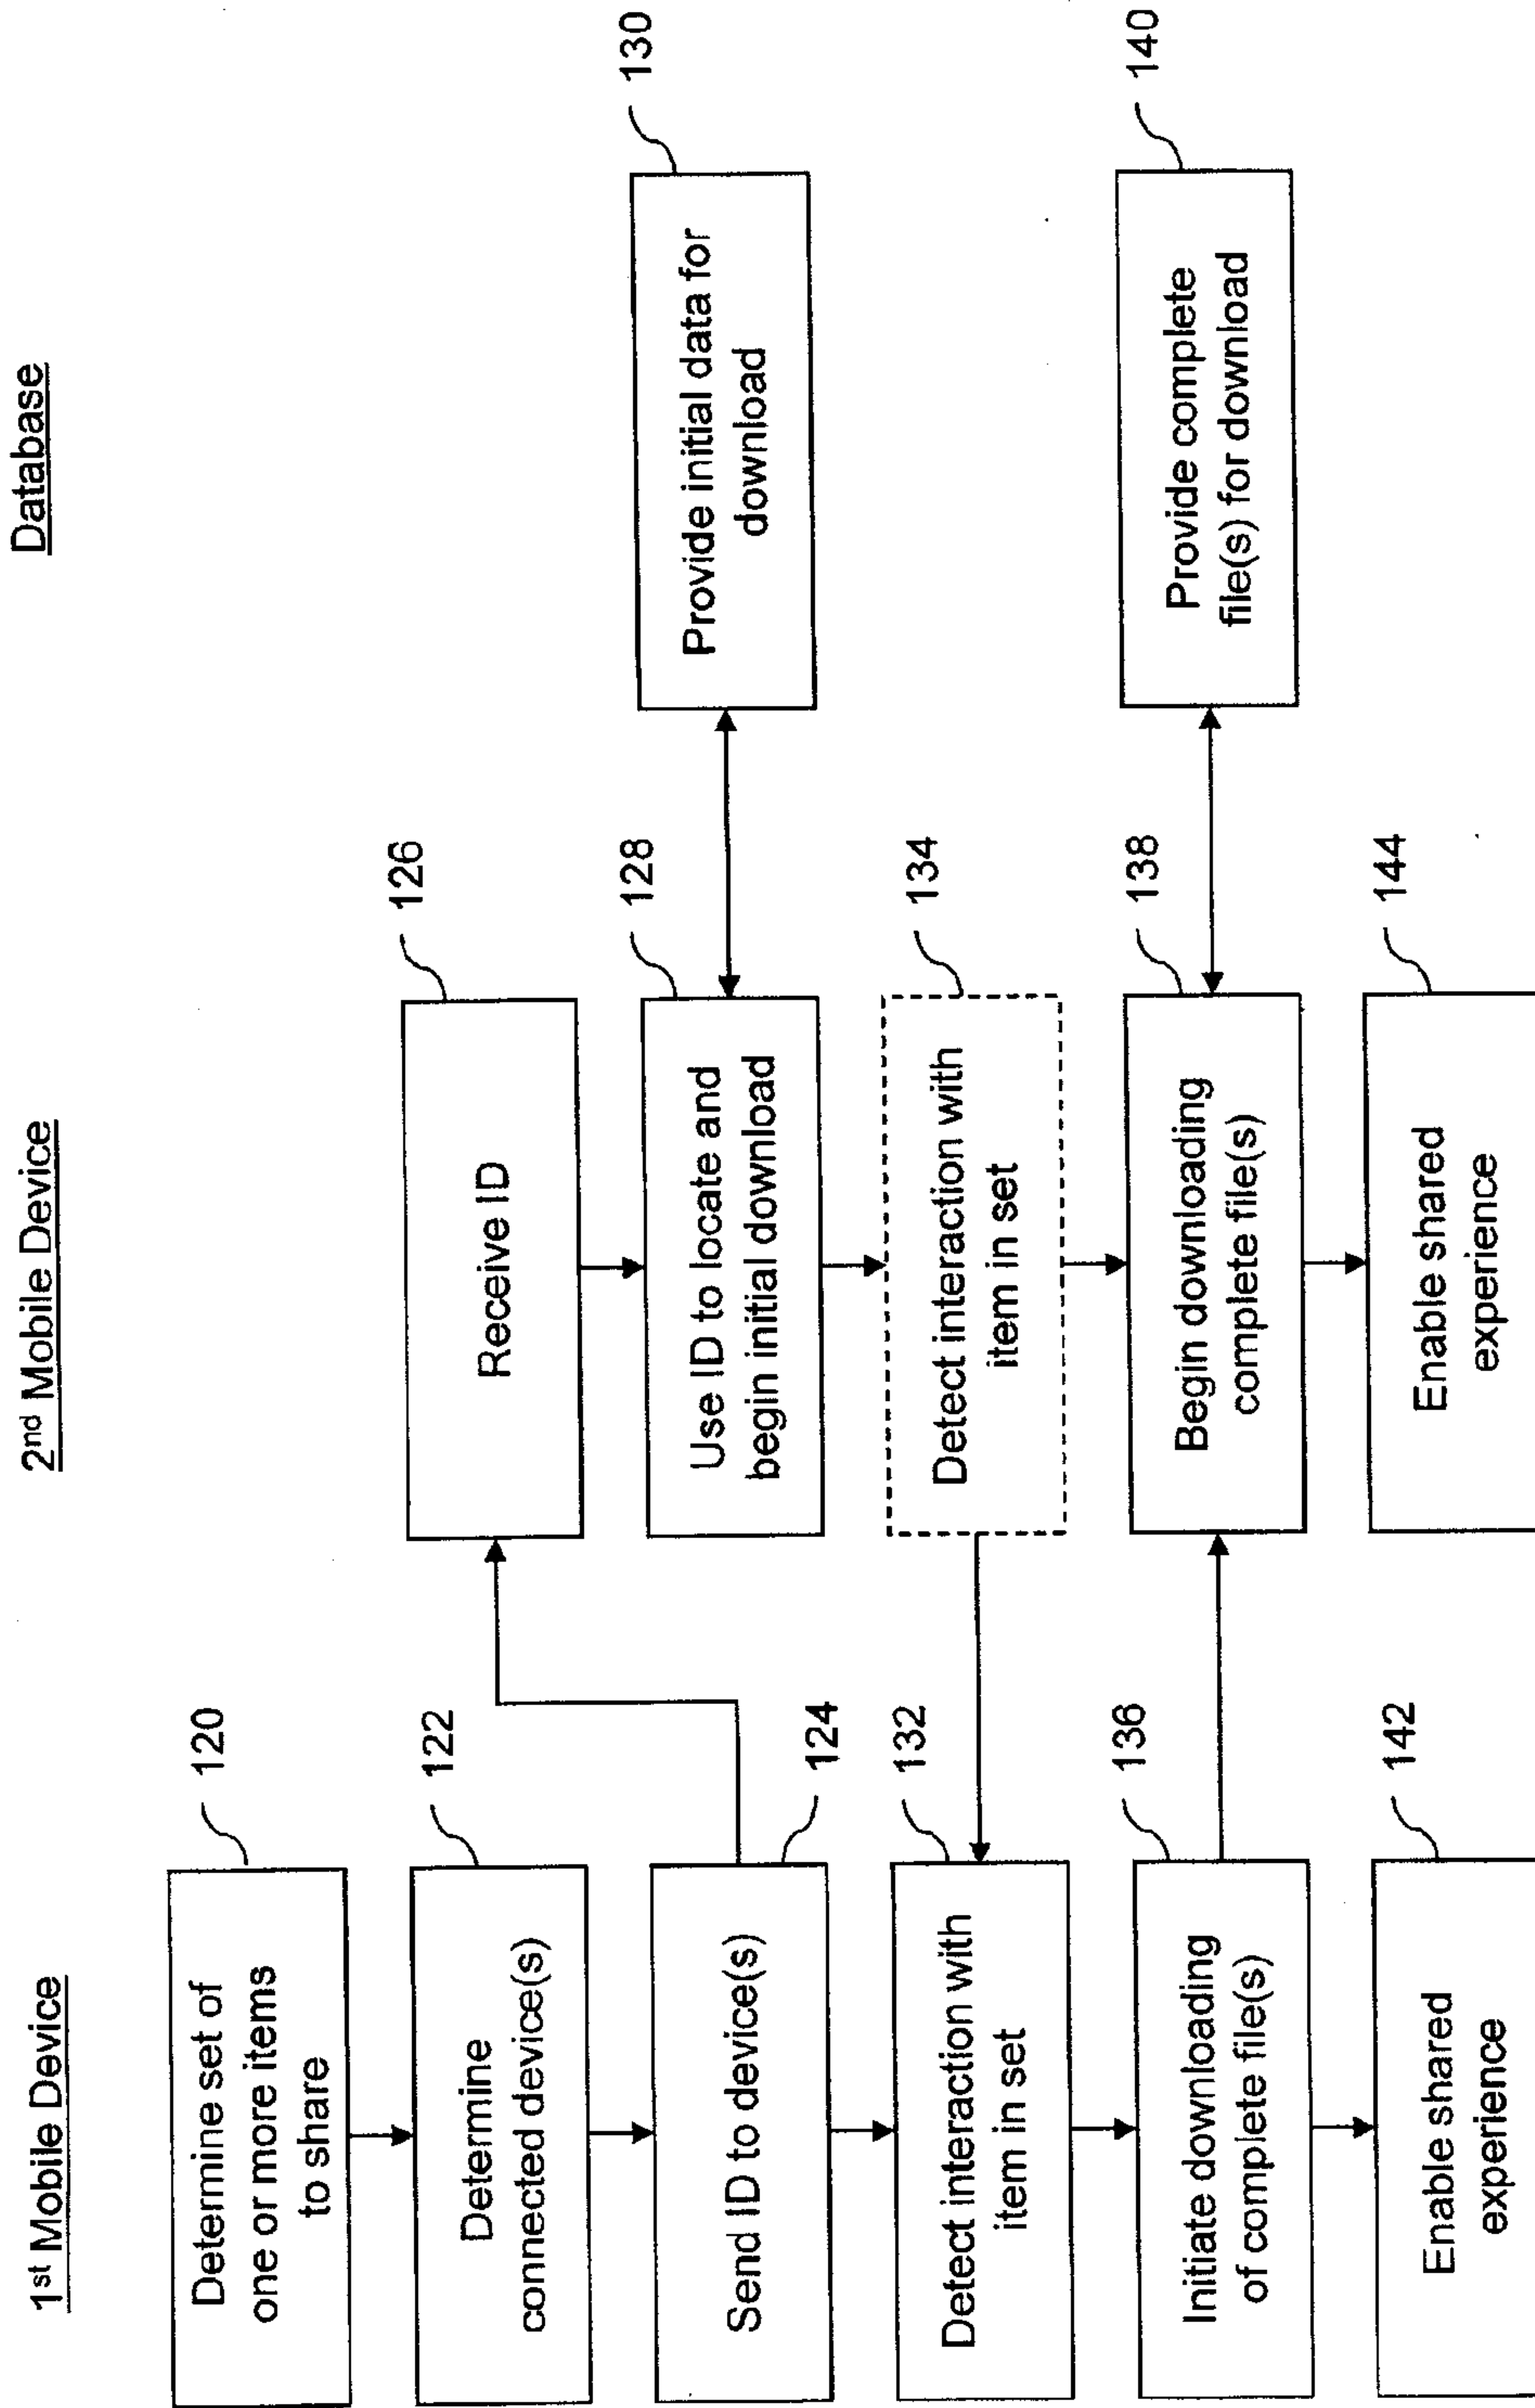 1st Mobile Device
2nd Mobile Device
Database
Determine set of
one or more items
to share
120
Determine
connected device(s)
122
Send ID to device(s)
124
Receive ID
126
Use ID to locate and
begin initial download
128
Provide initial data for
download
130
Detect interaction with
item in set
132
Detect interaction with
item in set
134
Initiate downloading
of complete file(s)
136
Begin downloading
complete file(s)
138
Provide complete
file(s) for download
140
Enable shared
experience
142
Enable shared
experience
144